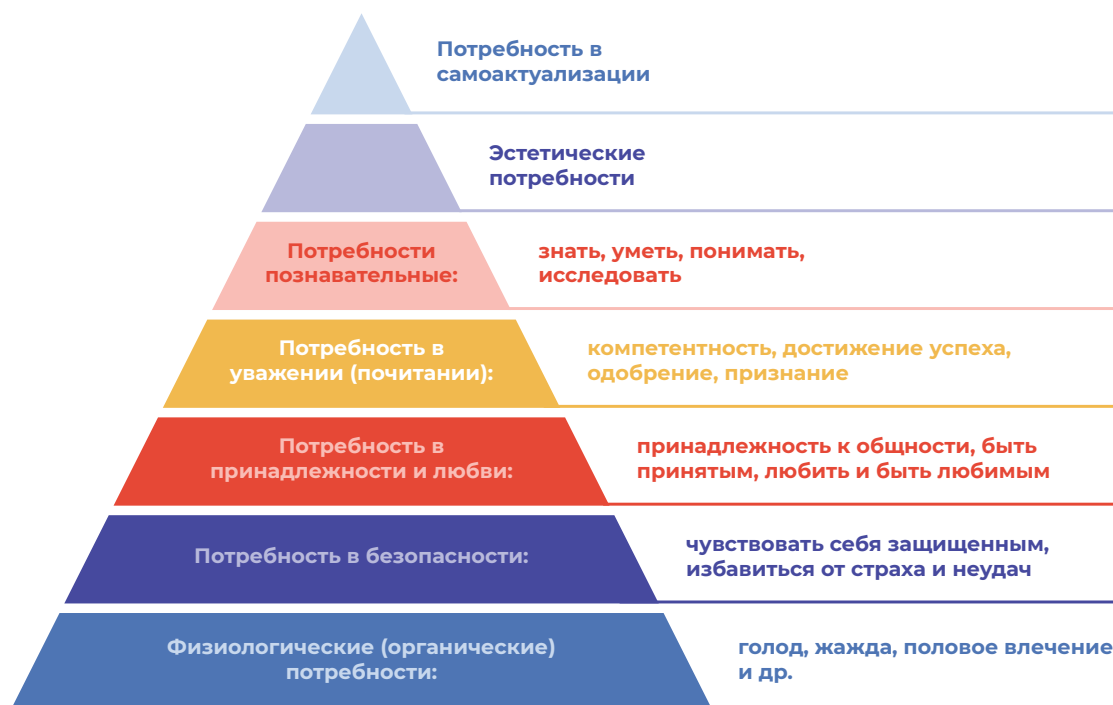 Потребность в
самоактуализации
Эстетические
потребности
Потребности
познавательные:
знать, уметь, понимать,
исследовать
Потребность в
уважении (почитании):
компетентность, достижение успеха,
одобрение, признание
Потребность в
принадлежности и любви:
принадлежность к общности, быть
принятым, любить и быть любимым
Потребность в безопасности:
чувствовать себя защищенным,
избавиться от страха и неудач
Физиологические (органические)
потребности:
голод, жажда, половое влечение
и др.